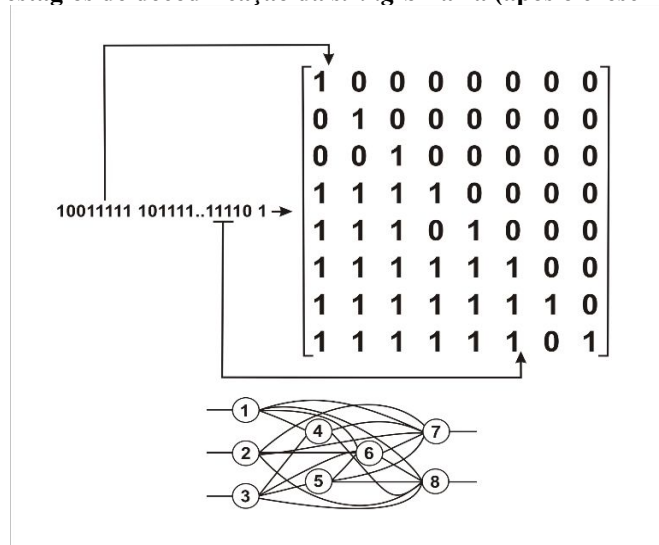 1 0 0 0 0 0 0 0
0 1 0 0 0 0 0 0
0 0 1 0 0 0 0 0
1 1 1 1 0 0 0 0
10011111 101111..11110 1
1 1 1 0 1 0 0 0
1 1 1 1 1 1 0 0
1 1 1 1 1 1 1 0
1 1 1 1 1 1 0 1
1
4
7
2
6
5
8
3